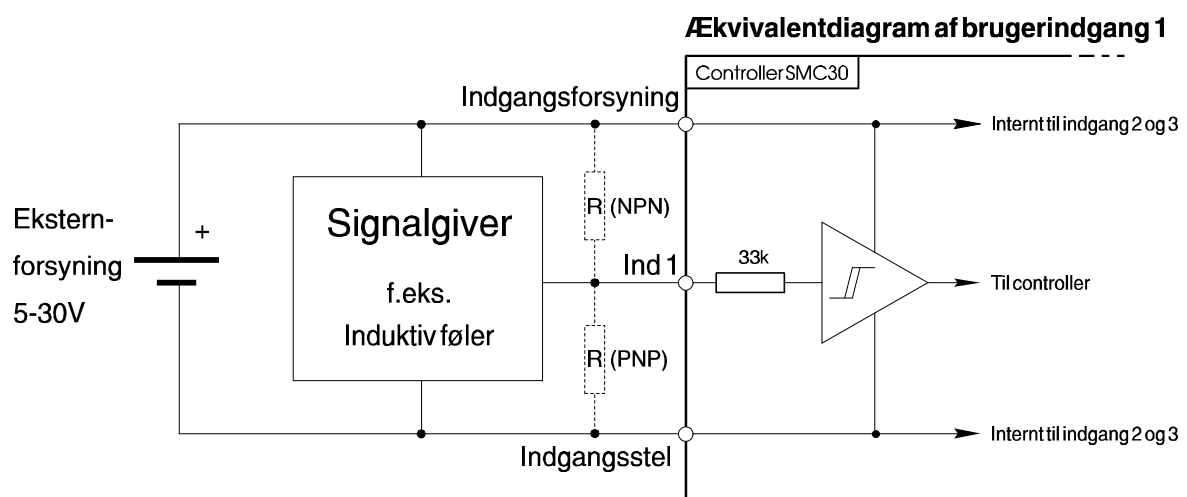 Ækvivalentdiagram af brugerindgang 1
Controller SMC30
Indgangsforsyning
Internt til indgang 2 og 3
Signalgiver
f.eks.
Induktiv føler
R (NPN)
Ekstern-
forsyning
5-30V
+
Ind 1
33k
Til controller
R (PNP)
Indgangsstel
Internt til indgang 2 og 3